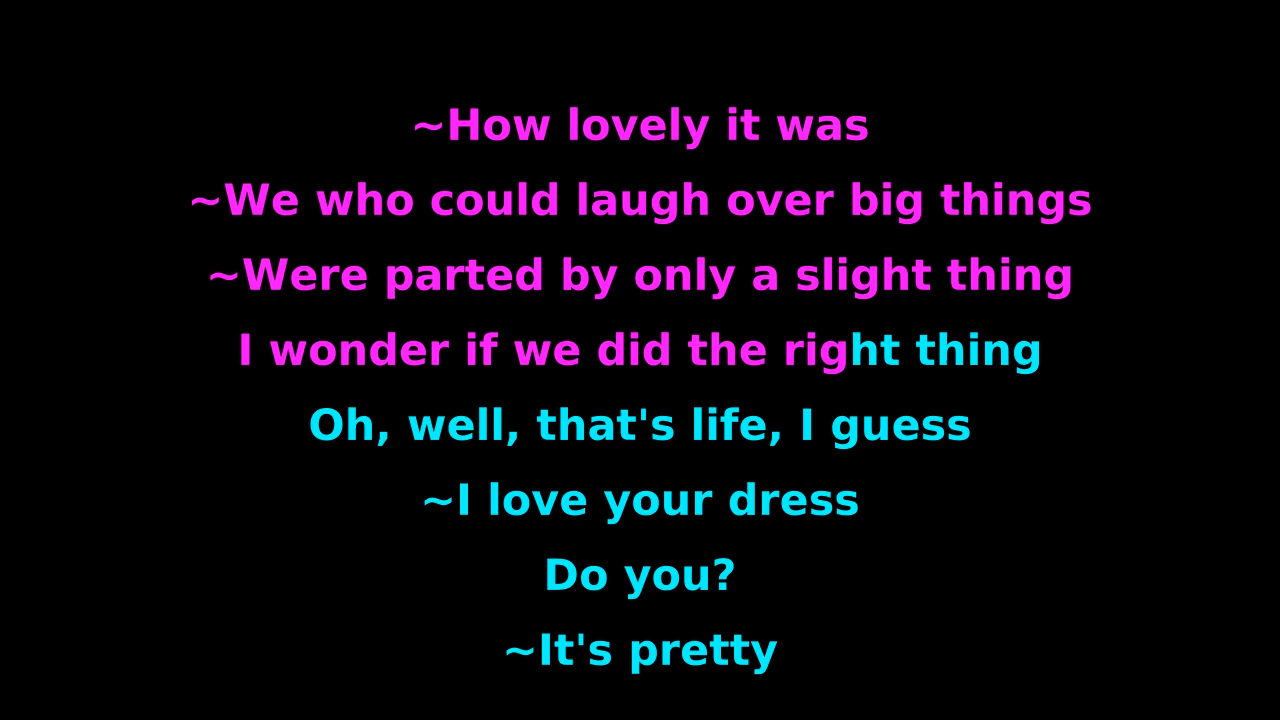 ~How lovely it was
~We who could laugh over big things
~Were parted by only a slight thing
I wonder if we did the right thing
Oh, well, that's life, I guess
~I love your dress
Do you?
~It's pretty